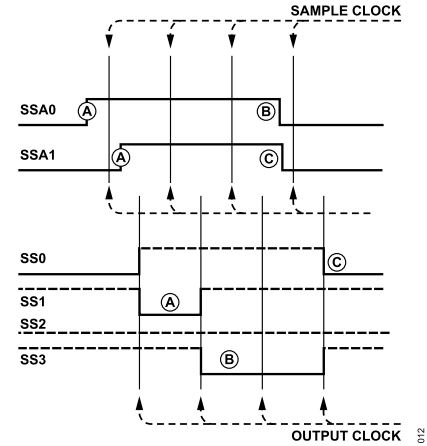 SAMPLE CLOCK
SSA0 A B
SSA1 A C
SS0 C
SS1 A
SS2
SS3 B
OUTPUT CLOCK
012